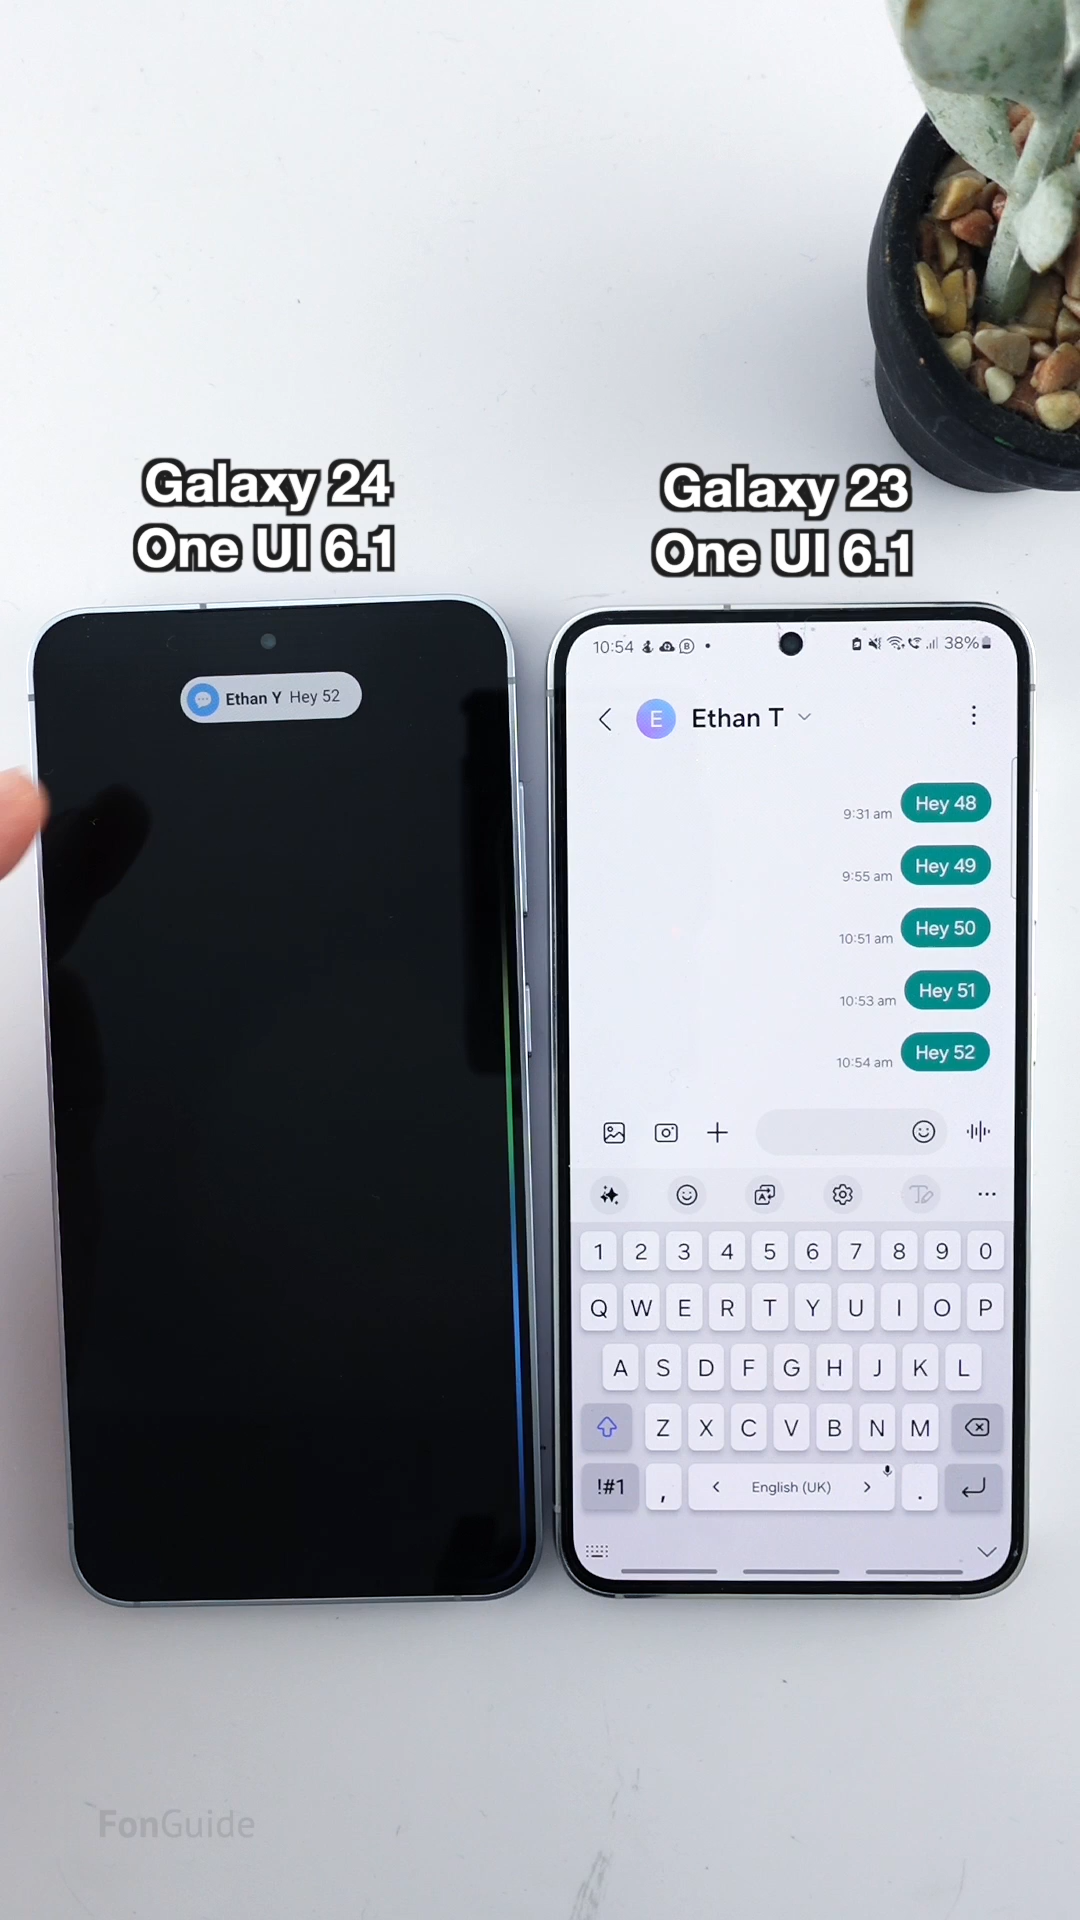 Galaxy 24
One UI 6.1
Galaxy 23
One UI 6.1
Ethan Y Hey 52
10:54
38%
E Ethan T
9:31 am Hey 48
9:55 am Hey 49
10:51 am Hey 50
10:53 am Hey 51
10:54 am Hey 52
1 2 3 4 5 6 7 8 9 0
Q W E R T Y U I O P
A S D F G H J K L
Z X C V B N M
!#1 , < English (UK) > .
FonGuide